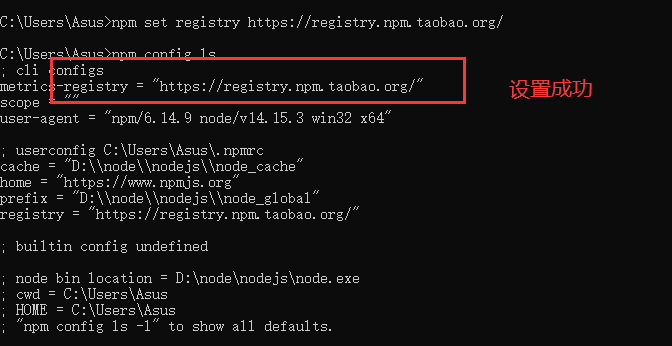 C:\Users\Asus>npm set registry https://registry.npm.taobao.org/
C:\Users\Asus>npm config ls
; cli configs
metrics-registry = "https://registry.npm.taobao.org/"
scope = ""
user-agent = "npm/6.14.9 node/v14.15.3 win32 x64"
设置成功
; userconfig C:\Users\Asus\.npmrc
cache = "D:\\node\\nodejs\\node_cache"
home = "https://www.npmjs.org"
prefix = "D:\\node\\nodejs\\node_global"
registry = "https://registry.npm.taobao.org/"
; builtin config undefined
; node bin location = D:\node\nodejs\node.exe
; cwd = C:\Users\Asus
; HOME = C:\Users\Asus
; "npm config ls -l" to show all defaults.